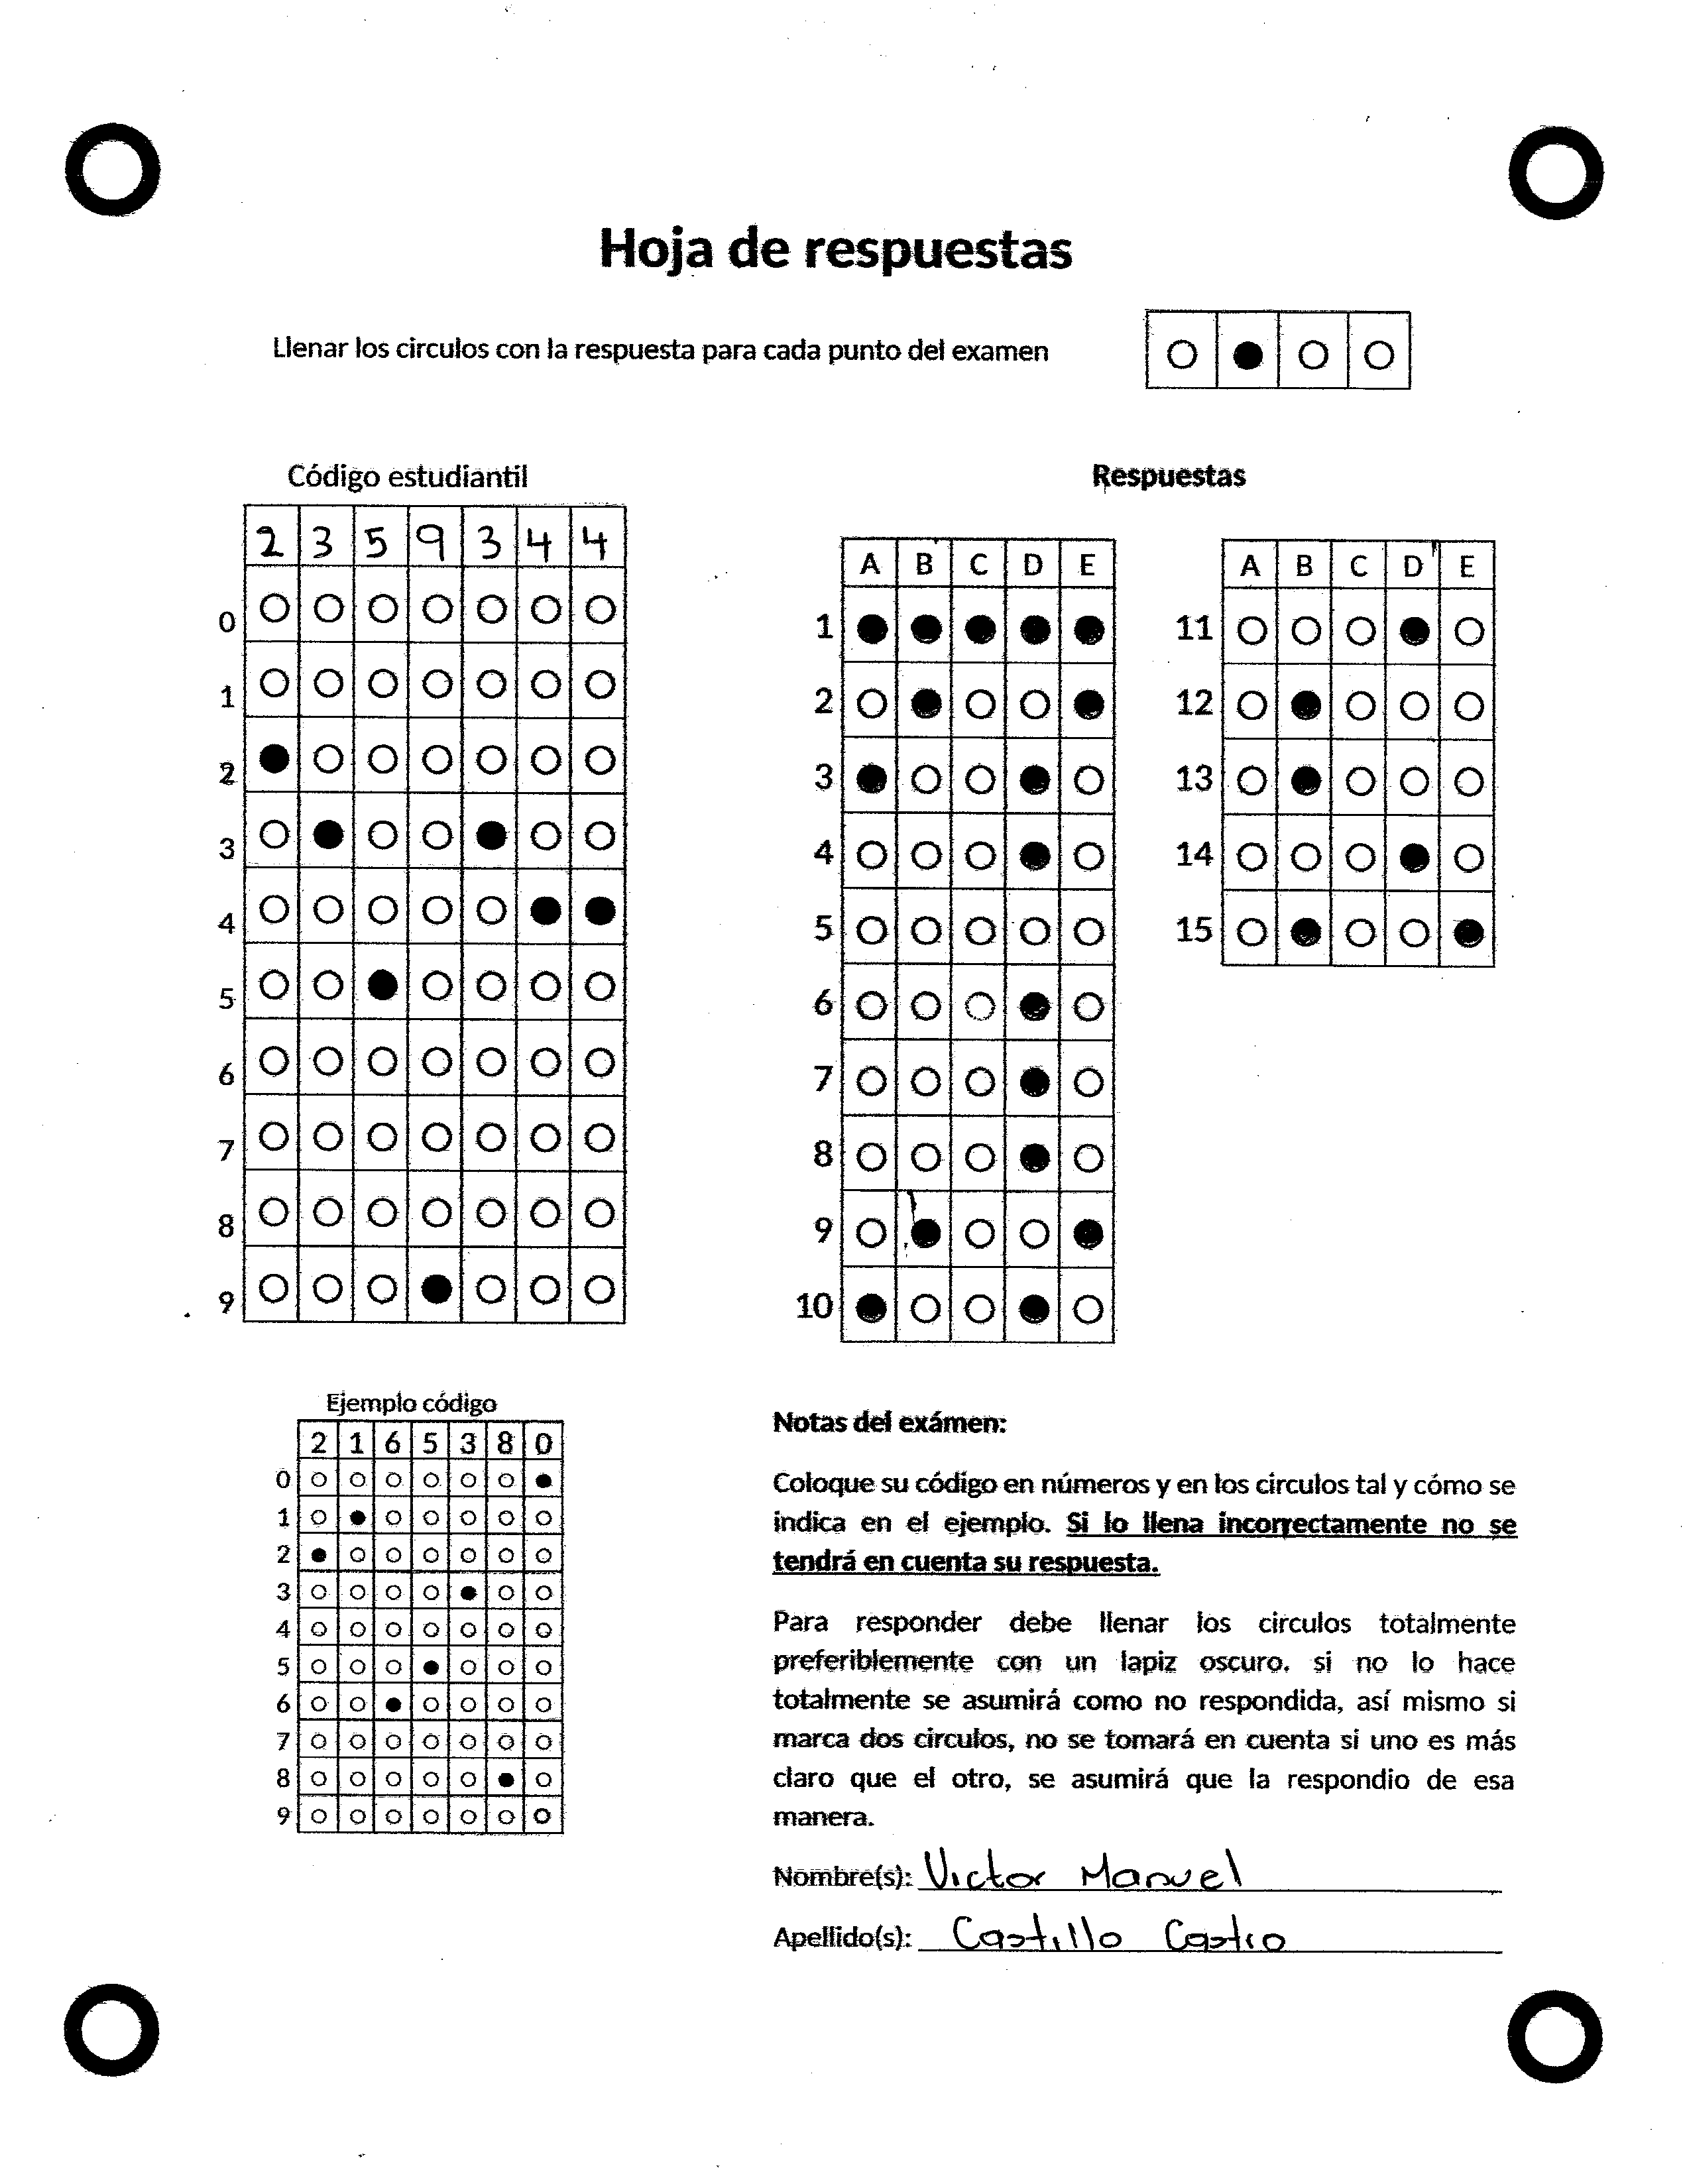 Hoja de respuestas
Llenar los circulos con la respuesta para cada punto del examen
Código estudiantil
2 3 5 9 3 4 4
0
1
2
3
4
5
6
7
8
9
Respuestas
A B C D E
1
2
3
4
5
6
7
8
9
10
A B C D E
11
12
13
14
15
Ejemplo código
2 1 6 5 3 8 0
0
1
2
3
4
5
6
7
8
9
Notas del exámen:
Coloque su código en números y en los circulos tal y cómo se
indica en el ejemplo. Si lo llena incorrectamente no se
tendrá en cuenta su respuesta.
Para responder debe llenar los circulos totalmente
preferiblemente con un lapiz oscuro. si no lo hace
totalmente se asumirá como no respondida, así mismo si
marca dos circulos, no se tomará en cuenta si uno es más
claro que el otro, se asumirá que la respondio de esa
manera.
Nombre(s): Victor Manuel
Apellido(s): Castillo Castro